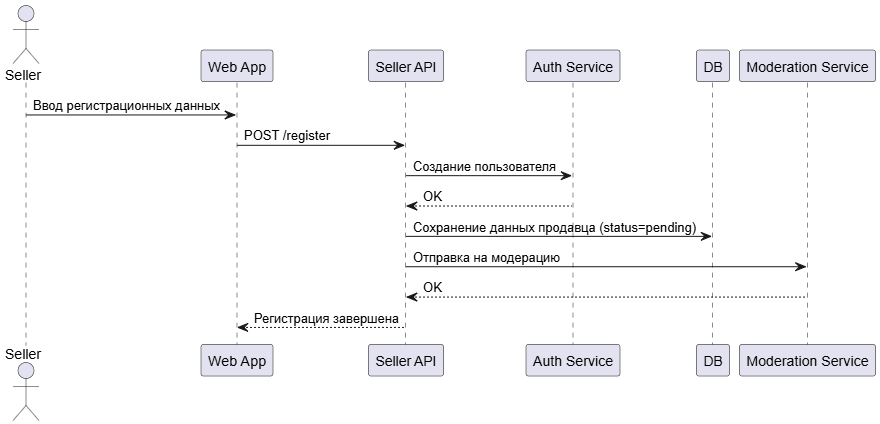 Seller
Web App
Seller API
Auth Service
DB
Moderation Service
Ввод регистрационных данных
POST /register
Создание пользователя
OK
Сохранение данных продавца (status=pending)
Отправка на модерацию
OK
Регистрация завершена
Seller
Web App
Seller API
Auth Service
DB
Moderation Service